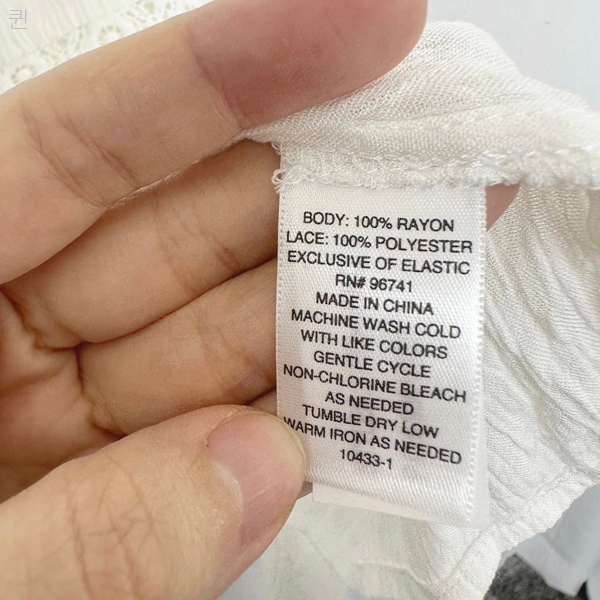 퀸
BODY: 100% RAYON
LACE: 100% POLYESTER
EXCLUSIVE OF ELASTIC
RN# 96741
MADE IN CHINA
MACHINE WASH COLD
WITH LIKE COLORS
GENTLE CYCLE
NON-CHLORINE BLEACH
AS NEEDED
TUMBLE DRY LOW
WARM IRON AS NEEDED
10433-1